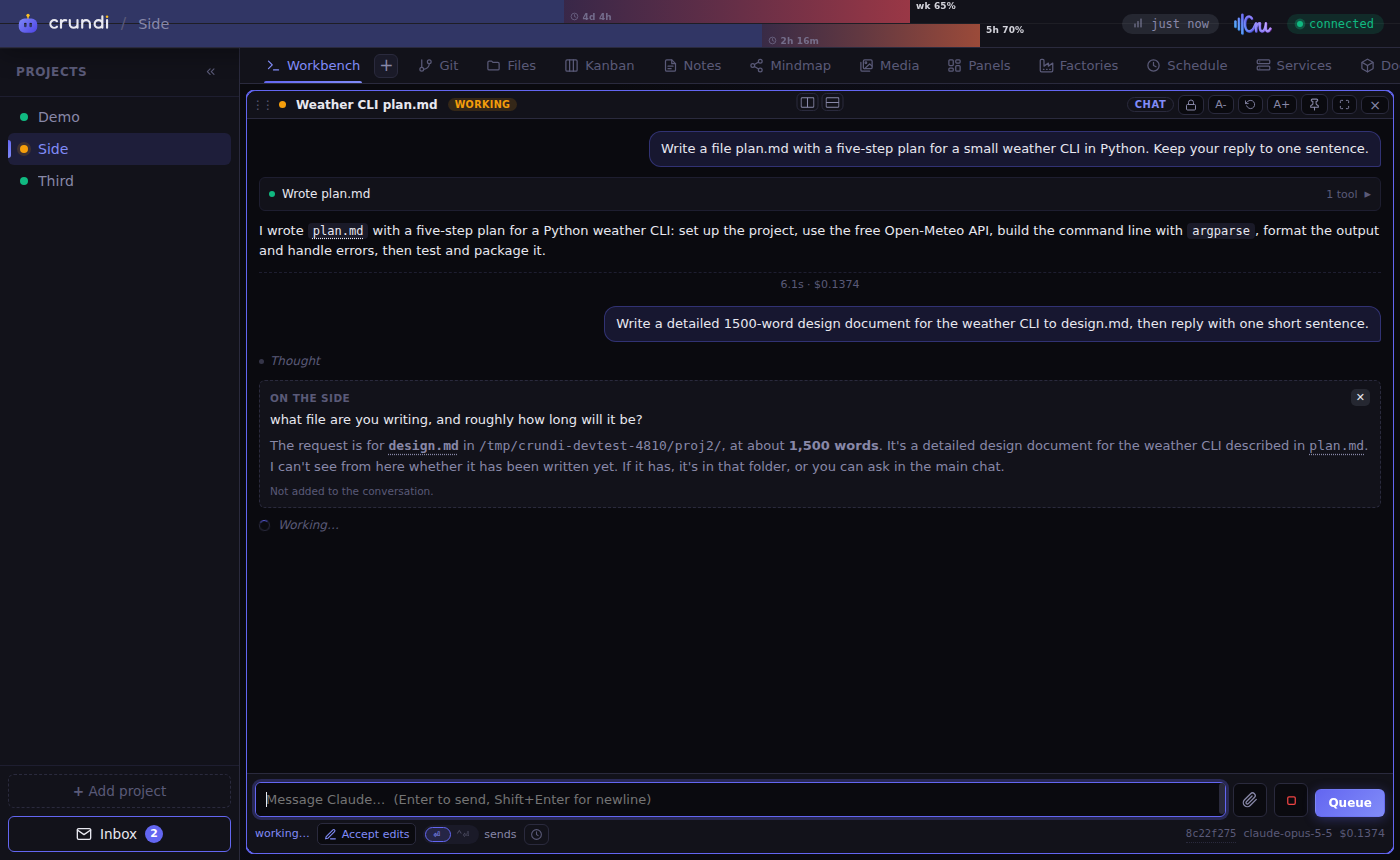 crundi / Side
4d 4h
wk 65%
2h 16m
5h 70%
just now
Cru
connected
PROJECTS «
Demo
Side
Third
+ Add project
Inbox 2
Workbench + Git Files Kanban Notes Mindmap Media Panels Factories Schedule Services Do
Weather CLI plan.md WORKING
CHAT A- A+
Write a file plan.md with a five-step plan for a small weather CLI in Python. Keep your reply to one sentence.
Wrote plan.md 1 tool ▸
I wrote plan.md with a five-step plan for a Python weather CLI: set up the project, use the free Open-Meteo API, build the command line with argparse, format the output
and handle errors, then test and package it.
6.1s · $0.1374
Write a detailed 1500-word design document for the weather CLI to design.md, then reply with one short sentence.
Thought
ON THE SIDE ✕
what file are you writing, and roughly how long will it be?
The request is for design.md in /tmp/crundi-devtest-4810/proj2/, at about 1,500 words. It's a detailed design document for the weather CLI described in plan.md.
I can't see from here whether it has been written yet. If it has, it's in that folder, or you can ask in the main chat.
Not added to the conversation.
Working…
Message Claude… (Enter to send, Shift+Enter for newline)
Queue
working… Accept edits ⏎ ^⏎ sends
8c22f275 claude-opus-5-5 $0.1374